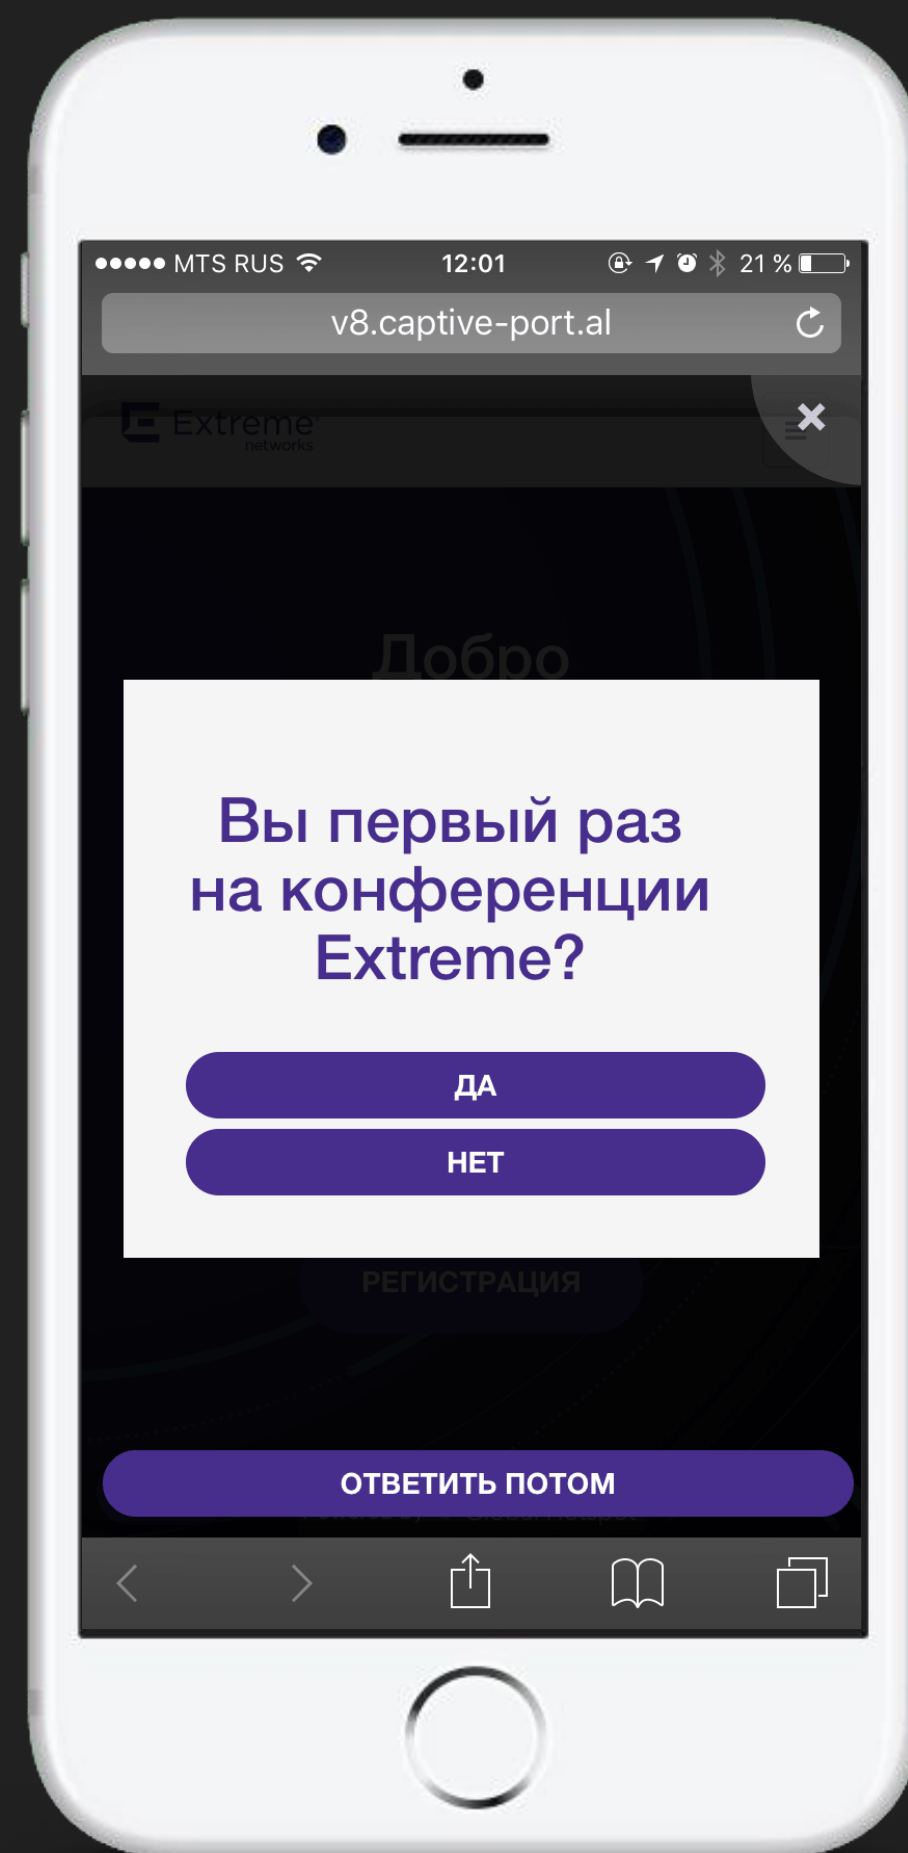 MTS RUS 12:01 21 %
v8.captive-port.al
Extreme
networks
Добро
Вы первый раз
на конференции
Extreme?
ДА
НЕТ
РЕГИСТРАЦИЯ
ОТВЕТИТЬ ПОТОМ